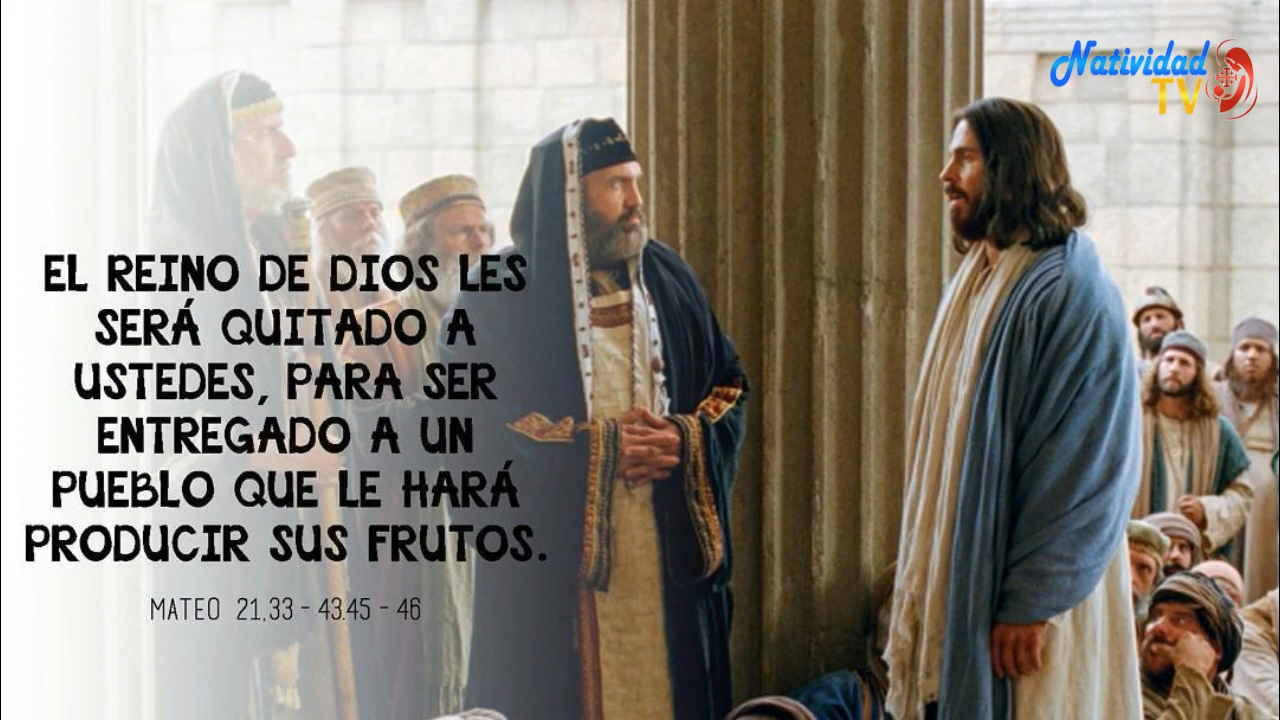 Natividad
TV
EL REINO DE DIOS LES
SERÁ QUITADO A
USTEDES, PARA SER
ENTREGADO A UN
PUEBLO QUE LE HARÁ
PRODUCIR SUS FRUTOS.
MATEO 21,33 - 43.45 - 46